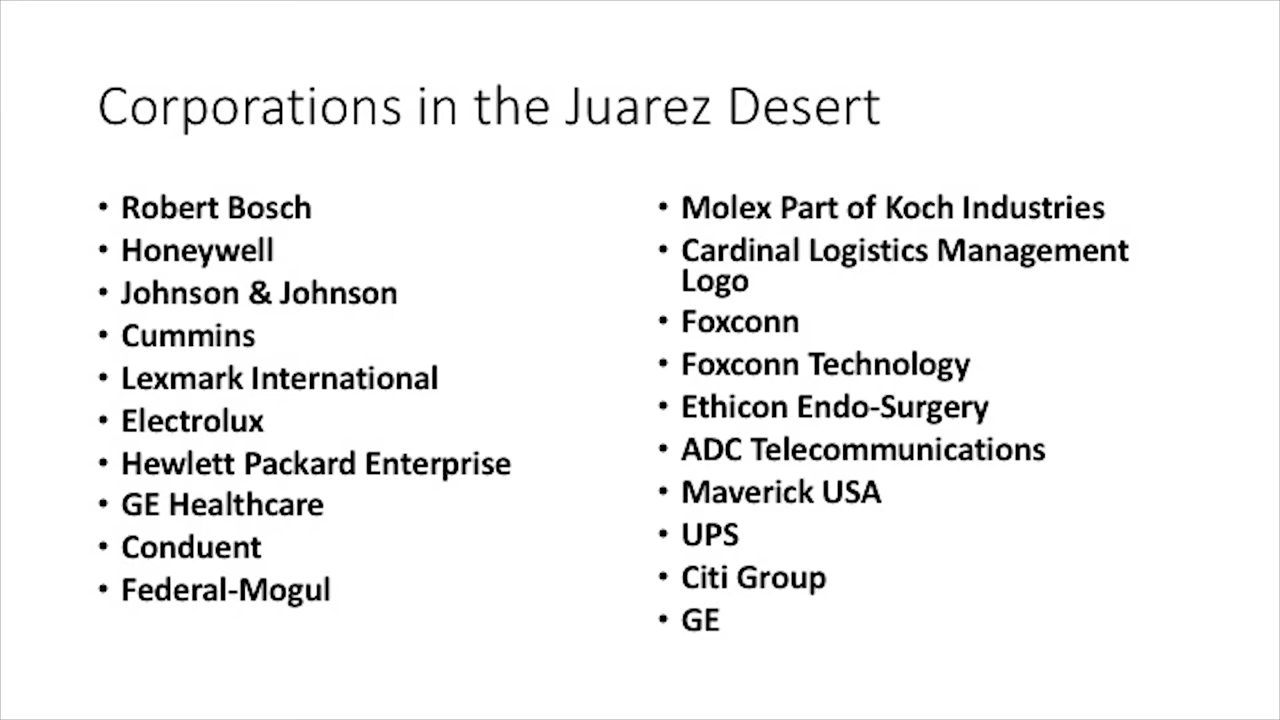 Corporations in the Juarez Desert
• Robert Bosch
• Honeywell
• Johnson & Johnson
• Cummins
• Lexmark International
• Electrolux
• Hewlett Packard Enterprise
• GE Healthcare
• Conduent
• Federal-Mogul
• Molex Part of Koch Industries
• Cardinal Logistics Management
Logo
• Foxconn
• Foxconn Technology
• Ethicon Endo-Surgery
• ADC Telecommunications
• Maverick USA
• UPS
• Citi Group
• GE